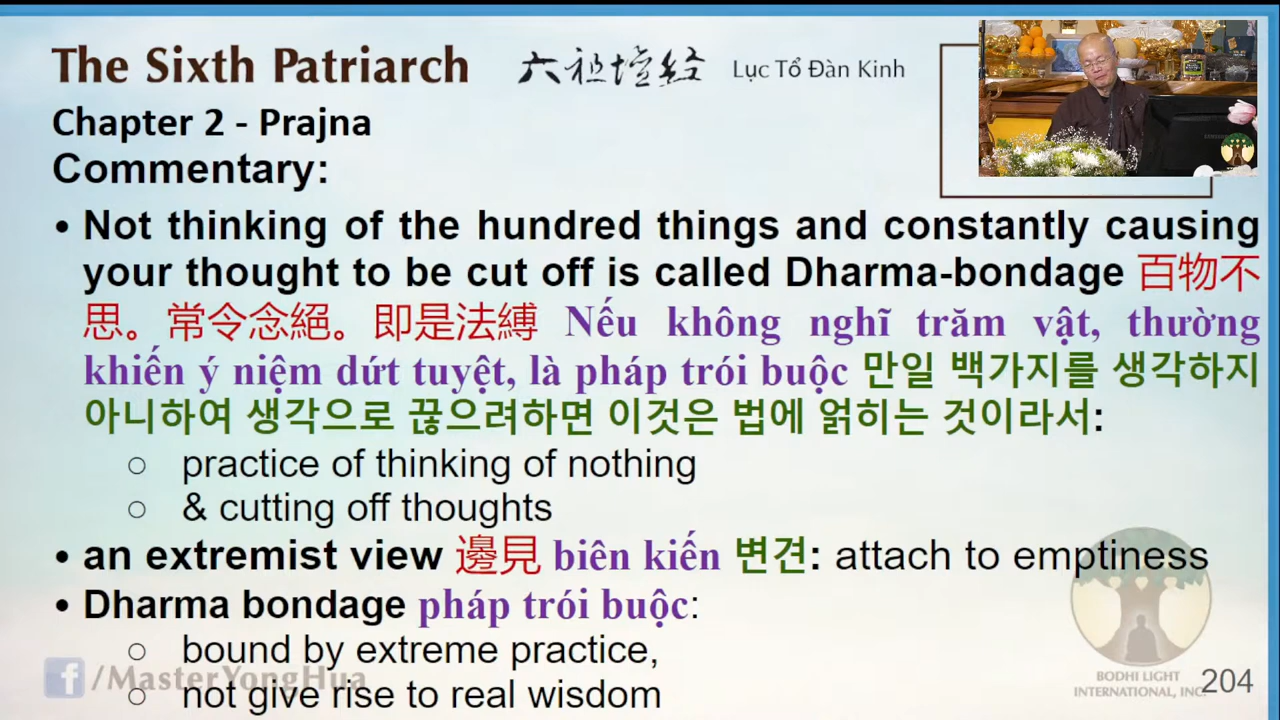 The Sixth Patriarch 六祖壇经 Lục Tổ Đàn Kinh
Chapter 2 - Prajna
Commentary:
• Not thinking of the hundred things and constantly causing
your thought to be cut off is called Dharma-bondage 百物不
思。常令念絕。即是法縛 Nếu không nghĩ trăm vật, thường
khiến ý niệm dứt tuyệt, là pháp trói buộc 만일 백가지를 생각하지
아니하여 생각으로 끊으려하면 이것은 법에 얽히는 것이라서:
○ practice of thinking of nothing
○ & cutting off thoughts
• an extremist view 邊見 biên kiến 변견: attach to emptiness
• Dharma bondage pháp trói buộc:
○ bound by extreme practice,
○ not give rise to real wisdom
f /MasterYongHua
BODHI LIGHT
INTERNATIONAL, INC.
204